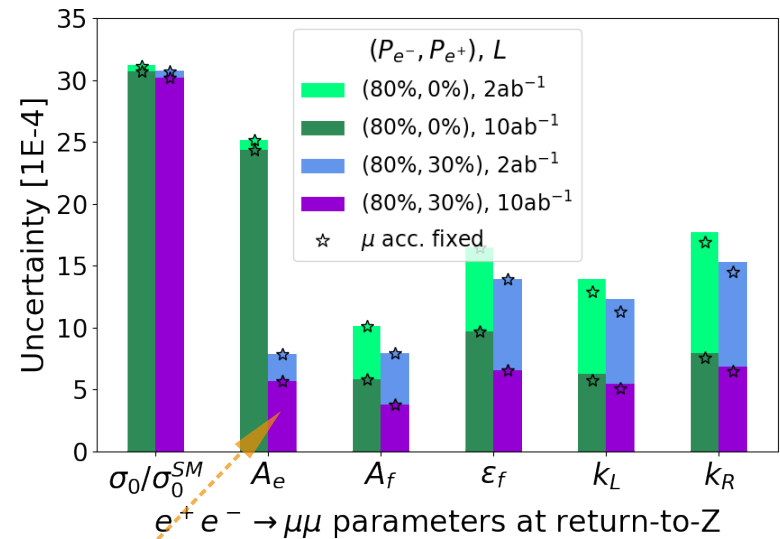 35
30
25
20
15
10
5
0
Uncertainty [1E-4]
(P_{e^-}, P_{e^+}), L
(80%, 0%), 2ab⁻¹
(80%, 0%), 10ab⁻¹
(80%, 30%), 2ab⁻¹
(80%, 30%), 10ab⁻¹
μ acc. fixed
σ₀/σ₀^{SM} A_e A_f ε_f k_L k_R
e⁺e⁻ → μμ parameters at return-to-Z